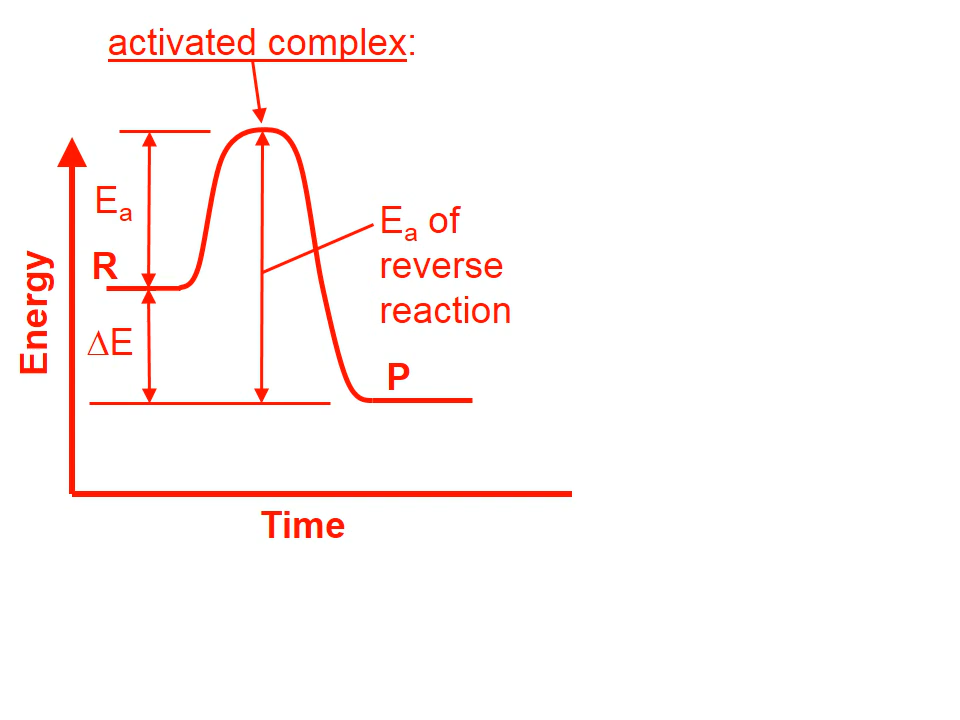 activated complex:
Eₐ
R
ΔE
Energy
Eₐ of
reverse
reaction
P
Time